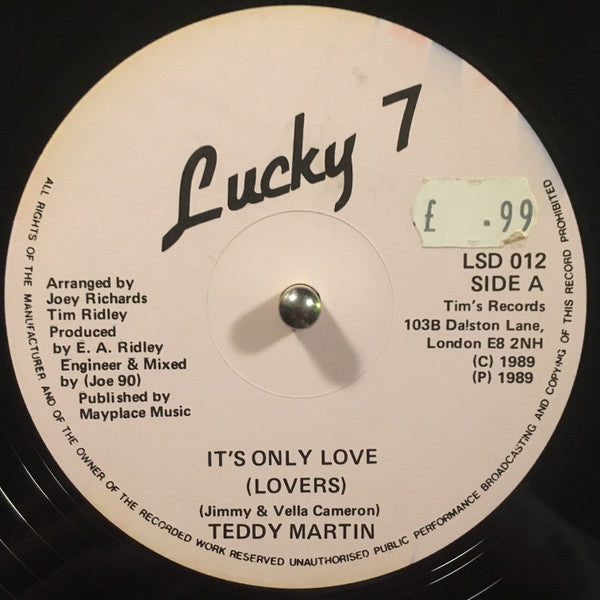 Lucky 7
£ .99
LSD 012
SIDE A
Tim's Records
103B Dalston Lane,
London E8 2NH
(C) 1989
(P) 1989
Arranged by
Joey Richards
Tim Ridley
Produced
by E. A. Ridley
Engineer & Mixed
by (Joe 90)
Published by
Mayplace Music
IT'S ONLY LOVE
(LOVERS)
(Jimmy & Vella Cameron)
TEDDY MARTIN
ALL RIGHTS OF THE MANUFACTURER AND OF THE OWNER OF THE RECORDED WORK RESERVED UNAUTHORISED PUBLIC PERFORMANCE BROADCASTING AND COPYING OF THIS RECORD PROHIBITED